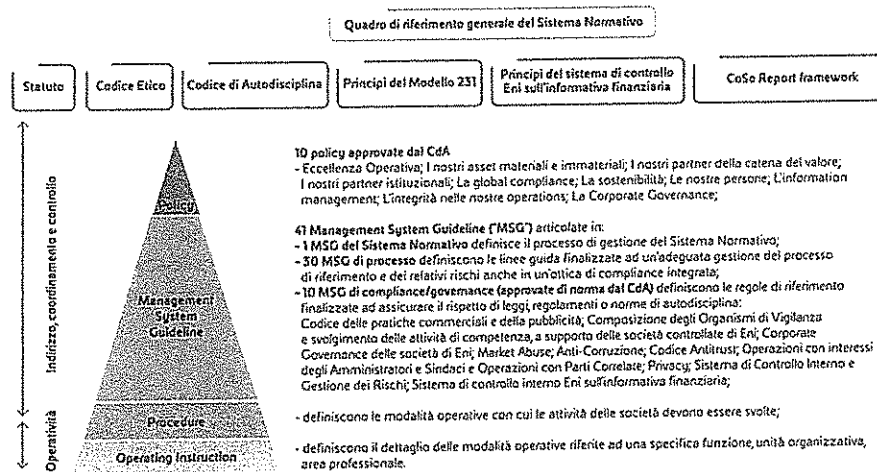 Quadro di riferimento generale del Sistema Normativo
Statuto
Codice Etico
Codice di Autodisciplina
Principi del Modello 231
Principi del sistema di controllo
Eni sull'informativa finanziaria
CoSo Report framework
Indirizzo, coordinamento e controllo
Operatività
Policy
Management
System
Guideline
Procedure
Operating Instruction
10 policy approvate dal CdA
- Eccellenza Operativa; I nostri asset materiali e immateriali; I nostri partner della catena del valore;
I nostri partner istituzionali; La global compliance; La sostenibilità; Le nostre persone; L'information
management; L'integrità nelle nostre operations; La Corporate Governance;
41 Management System Guideline ("MSG") articolate in:
- 1 MSG del Sistema Normativo definisce il processo di gestione del Sistema Normativo;
- 30 MSG di processo definiscono le linee guida finalizzate ad un'adeguata gestione del processo
di riferimento e dei relativi rischi anche in un'ottica di compliance integrata;
- 10 MSG di compliance/governance (approvate di norma dal CdA) definiscono le regole di riferimento
finalizzate ad assicurare il rispetto di leggi, regolamenti o norme di autodisciplina:
Codice delle pratiche commerciali e della pubblicità; Composizione degli Organismi di Vigilanza
e svolgimento delle attività di competenza, a supporto delle società controllate di Eni; Corporate
Governance delle società di Eni; Market Abuse; Anti-Corruzione; Codice Antitrust; Operazioni con interessi
degli Amministratori e Sindaci e Operazioni con Parti Correlate; Privacy; Sistema di Controllo Interno e
Gestione dei Rischi; Sistema di controllo interno Eni sull'informativa finanziaria;
- definiscono le modalità operative con cui le attività delle società devono essere svolte;
- definiscono il dettaglio delle modalità operative riferite ad una specifica funzione, unità organizzativa,
area professionale.